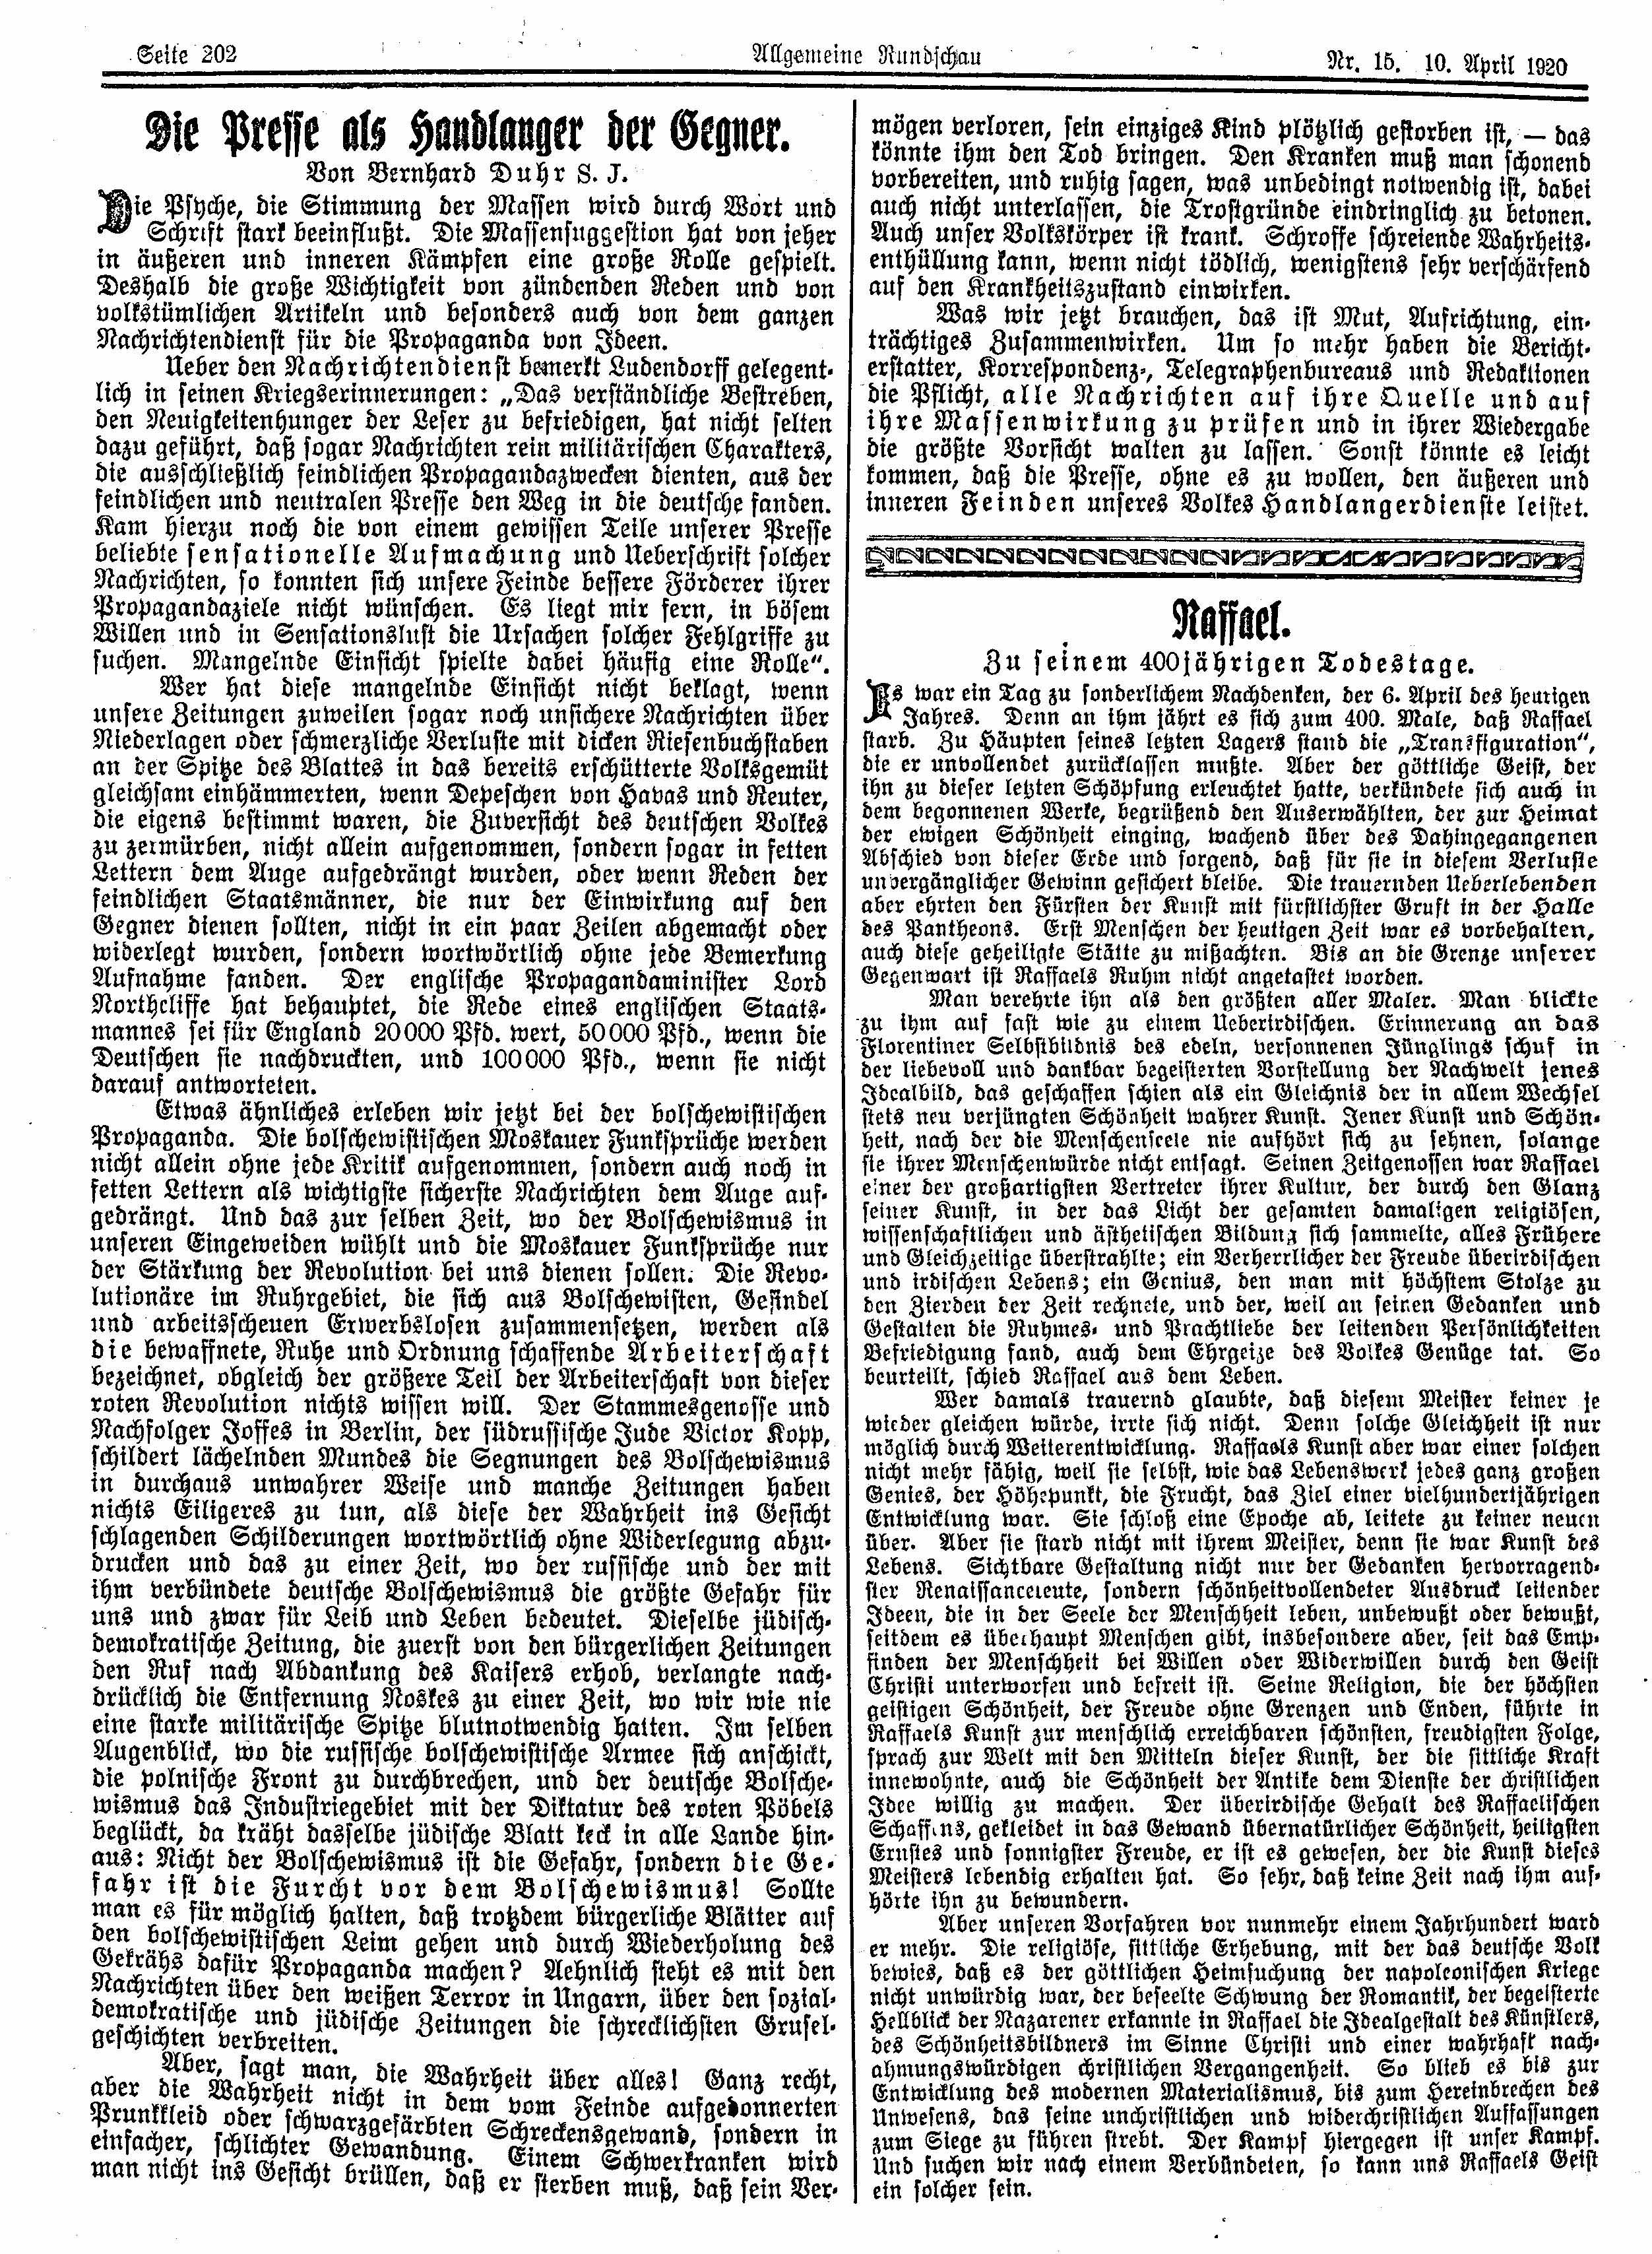 Seite 202
Allgemeine Rundschau
Nr. 15. 10. April 1920
Die Presse als Handlanger der Gegner.
Von Bernhard Duhr S. J.
Die Psyche, die Stimmung der Massen wird durch Wort und
Schrift stark beeinflußt. Die Massensuggestion hat von jeher
in äußeren und inneren Kämpfen eine große Rolle gespielt.
Deshalb die große Wichtigkeit von zündenden Reden und von
volkstümlichen Artikeln und besonders auch von dem ganzen
Nachrichtendienst für die Propaganda von Ideen.
Ueber den Nachrichtendienst bemerkt Ludendorff gelegent-
lich in seinen Kriegserinnerungen: „Das verständliche Bestreben,
den Neuigkeitenhunger der Leser zu befriedigen, hat nicht selten
dazu geführt, daß sogar Nachrichten rein militärischen Charakters,
die ausschließlich feindlichen Propagandazwecken dienten, aus der
feindlichen und neutralen Presse den Weg in die deutsche fanden.
Kam hierzu noch die von einem gewissen Teile unserer Presse
beliebte sensationelle Aufmachung und Ueberschrift solcher
Nachrichten, so konnten sich unsere Feinde bessere Förderer ihrer
Propagandaziele nicht wünschen. Es liegt mir fern, in bösem
Willen und in Sensationslust die Ursachen solcher Fehlgriffe zu
suchen. Mangelnde Einsicht spielte dabei häufig eine Rolle“.
Wer hat diese mangelnde Einsicht nicht beklagt, wenn
unsere Zeitungen zuweilen sogar noch unsichere Nachrichten über
Niederlagen oder schmerzliche Verluste mit dicken Riesenbuchstaben
an der Spitze des Blattes in das bereits erschütterte Volksgemüt
gleichsam einhämmerten, wenn Depeschen von Havas und Reuter,
die eigens bestimmt waren, die Zuversicht des deutschen Volkes
zu zermürben, nicht allein aufgenommen, sondern sogar in fetten
Lettern dem Auge aufgedrängt wurden, oder wenn Reden der
feindlichen Staatsmänner, die nur der Einwirkung auf den
Gegner dienen sollten, nicht in ein paar Zeilen abgemacht oder
widerlegt wurden, sondern wortwörtlich ohne jede Bemerkung
Aufnahme fanden. Der englische Propagandaminister Lord
Northcliffe hat behauptet, die Rede eines englischen Staats-
mannes sei für England 20000 Pfd. wert, 50000 Pfd., wenn die
Deutschen sie nachdruckten, und 100000 Pfd., wenn sie nicht
darauf antworteten.
Etwas ähnliches erleben wir jetzt bei der bolschewistischen
Propaganda. Die bolschewistischen Moskauer Funksprüche werden
nicht allein ohne jede Kritik aufgenommen, sondern auch noch in
fetten Lettern als wichtigste sicherste Nachrichten dem Auge auf-
gedrängt. Und das zur selben Zeit, wo der Bolschewismus in
unseren Eingeweiden wühlt und die Moskauer Funksprüche nur
der Stärkung der Revolution bei uns dienen sollen. Die Revo-
lutionäre im Ruhrgebiet, die sich aus Bolschewisten, Gesindel
und arbeitsscheuen Erwerbslosen zusammensetzen, werden als
die bewaffnete, Ruhe und Ordnung schaffende Arbeiterschaft
bezeichnet, obgleich der größere Teil der Arbeiterschaft von dieser
roten Revolution nichts wissen will. Der Stammesgenosse und
Nachfolger Joffes in Berlin, der südrussische Jude Victor Kopp,
schildert lächelnden Mundes die Segnungen des Bolschewismus
in durchaus unwahrer Weise und manche Zeitungen haben
nichts Eiligeres zu tun, als diese der Wahrheit ins Gesicht
schlagenden Schilderungen wortwörtlich ohne Widerlegung abzu-
drucken und das zu einer Zeit, wo der russische und der mit
ihm verbündete deutsche Bolschewismus die größte Gefahr für
uns und zwar für Leib und Leben bedeutet. Dieselbe jüdisch-
demokratische Zeitung, die zuerst von den bürgerlichen Zeitungen
den Ruf nach Abdankung des Kaisers erhob, verlangte nach-
drücklich die Entfernung Noskes zu einer Zeit, wo wir wie nie
eine starke militärische Spitze blutnotwendig hatten. Im selben
Augenblick, wo die russische bolschewistische Armee sich anschickt,
die polnische Front zu durchbrechen, und der deutsche Bolsche-
wismus das Industriegebiet mit der Diktatur des roten Pöbels
beglückt, da kräht dasselbe jüdische Blatt keck in alle Lande hin-
aus: Nicht der Bolschewismus ist die Gefahr, sondern die Ge-
fahr ist die Furcht vor dem Bolschewismus! Sollte
man es für möglich halten, daß trotzdem bürgerliche Blätter auf
den bolschewistischen Leim gehen und durch Wiederholung des
Gekrähs dafür Propaganda machen? Aehnlich steht es mit den
Nachrichten über den weißen Terror in Ungarn, über den sozial-
demokratische und jüdische Zeitungen die schrecklichsten Grusel-
geschichten verbreiten.
Aber, sagt man, die Wahrheit über alles! Ganz recht,
aber die Wahrheit nicht in dem vom Feinde aufgedonnerten
Prunkkleid oder schwarzgefärbten Schreckensgewand, sondern in
einfacher, schlichter Gewandung. Einem Schwerkranken wird
man nicht ins Gesicht brüllen, daß er sterben muß, daß sein Ver-
mögen verloren, sein einziges Kind plötzlich gestorben ist, — das
könnte ihm den Tod bringen. Den Kranken muß man schonend
vorbereiten, und ruhig sagen, was unbedingt notwendig ist, dabei
auch nicht unterlassen, die Trostgründe eindringlich zu betonen.
Auch unser Volkskörper ist krank. Schroffe schreiende Wahrheits-
enthüllung kann, wenn nicht tödlich, wenigstens sehr verschärfend
auf den Krankheitszustand einwirken.
Was wir jetzt brauchen, das ist Mut, Aufrichtung, ein-
trächtiges Zusammenwirken. Um so mehr haben die Bericht-
erstatter, Korrespondenz-, Telegraphenbureaus und Redaktionen
die Pflicht, alle Nachrichten auf ihre Quelle und auf
ihre Massenwirkung zu prüfen und in ihrer Wiedergabe
die größte Vorsicht walten zu lassen. Sonst könnte es leicht
kommen, daß die Presse, ohne es zu wollen, den äußeren und
inneren Feinden unseres Volkes Handlangerdienste leistet.
Raffael.
Zu seinem 400jährigen Todestage.
Es war ein Tag zu sonderlichem Nachdenken, der 6. April des heutigen
Jahres. Denn an ihm jährt es sich zum 400. Male, daß Raffael
starb. Zu Häupten seines letzten Lagers stand die „Transfiguration“,
die er unvollendet zurücklassen mußte. Aber der göttliche Geist, der
ihn zu dieser letzten Schöpfung erleuchtet hatte, verkündete sich auch in
dem begonnenen Werke, begrüßend den Auserwählten, der zur Heimat
der ewigen Schönheit einging, wachend über des Dahingegangenen
Abschied von dieser Erde und sorgend, daß für sie in diesem Verluste
unvergänglicher Gewinn gesichert bleibe. Die trauernden Ueberlebenden
aber ehrten den Fürsten der Kunst mit fürstlichster Gruft in der Halle
des Pantheons. Erst Menschen der heutigen Zeit war es vorbehalten,
auch diese geheiligte Stätte zu mißachten. Bis an die Grenze unserer
Gegenwart ist Raffaels Ruhm nicht angetastet worden.
Man verehrte ihn als den größten aller Maler. Man blickte
zu ihm auf fast wie zu einem Ueberirdischen. Erinnerung an das
Florentiner Selbstbildnis des edeln, versonnenen Jünglings schuf in
der liebevoll und dankbar begeisterten Vorstellung der Nachwelt jenes
Idealbild, das geschaffen schien als ein Gleichnis der in allem Wechsel
stets neu verjüngten Schönheit wahrer Kunst. Jener Kunst und Schön-
heit, nach der die Menschenseele nie aufhört sich zu sehnen, solange
sie ihrer Menschenwürde nicht entsagt. Seinen Zeitgenossen war Raffael
einer der großartigsten Vertreter ihrer Kultur, der durch den Glanz
seiner Kunst, in der das Licht der gesamten damaligen religiösen,
wissenschaftlichen und ästhetischen Bildung sich sammelte, alles Frühere
und Gleichzeitige überstrahlte; ein Verherrlicher der Freude überirdischen
und irdischen Lebens; ein Genius, den man mit höchstem Stolze zu
den Zierden der Zeit rechnete, und der, weil an seinen Gedanken und
Gestalten die Ruhmes- und Prachtliebe der leitenden Persönlichkeiten
Befriedigung fand, auch dem Ehrgeize des Volkes Genüge tat. So
beurteilt, schied Raffael aus dem Leben.
Wer damals trauernd glaubte, daß diesem Meister keiner je
wieder gleichen würde, irrte sich nicht. Denn solche Gleichheit ist nur
möglich durch Weiterentwicklung. Raffaels Kunst aber war einer solchen
nicht mehr fähig, weil sie selbst, wie das Lebenswerk jedes ganz großen
Genies, der Höhepunkt, die Frucht, das Ziel einer vielhundertjährigen
Entwicklung war. Sie schloß eine Epoche ab, leitete zu keiner neuen
über. Aber sie starb nicht mit ihrem Meister, denn sie war Kunst des
Lebens. Sichtbare Gestaltung nicht nur der Gedanken hervorragend-
ster Renaissanceleute, sondern schönheitvollendeter Ausdruck leitender
Ideen, die in der Seele der Menschheit leben, unbewußt oder bewußt,
seitdem es überhaupt Menschen gibt, insbesondere aber, seit das Emp-
finden der Menschheit bei Willen oder Widerwillen durch den Geist
Christi unterworfen und befreit ist. Seine Religion, die der höchsten
geistigen Schönheit, der Freude ohne Grenzen und Enden, führte in
Raffaels Kunst zur menschlich erreichbaren schönsten, freudigsten Folge,
sprach zur Welt mit den Mitteln dieser Kunst, der die sittliche Kraft
innewohnte, auch die Schönheit der Antike dem Dienste der christlichen
Idee willig zu machen. Der überirdische Gehalt des Raffaelischen
Schaffens, gekleidet in das Gewand übernatürlicher Schönheit, heiligsten
Ernstes und sonnigster Freude, er ist es gewesen, der die Kunst dieses
Meisters lebendig erhalten hat. So sehr, daß keine Zeit nach ihm auf-
hörte ihn zu bewundern.
Aber unseren Vorfahren vor nunmehr einem Jahrhundert ward
er mehr. Die religiöse, sittliche Erhebung, mit der das deutsche Volk
bewies, daß es der göttlichen Heimsuchung der napoleonischen Kriege
nicht unwürdig war, der beseelte Schwung der Romantik, der begeisterte
Hellblick der Nazarener erkannte in Raffael die Idealgestalt des Künstlers,
des Schönheitsbildners im Sinne Christi und einer wahrhaft nach-
ahmungswürdigen christlichen Vergangenheit. So blieb es bis zur
Entwicklung des modernen Materialismus, bis zum Hereinbrechen des
Unwesens, das seine unchristlichen und widerchristlichen Auffassungen
zum Siege zu führen strebt. Der Kampf hiergegen ist unser Kampf.
Und suchen wir nach einem Verbündeten, so kann uns Raffaels Geist
ein solcher sein.